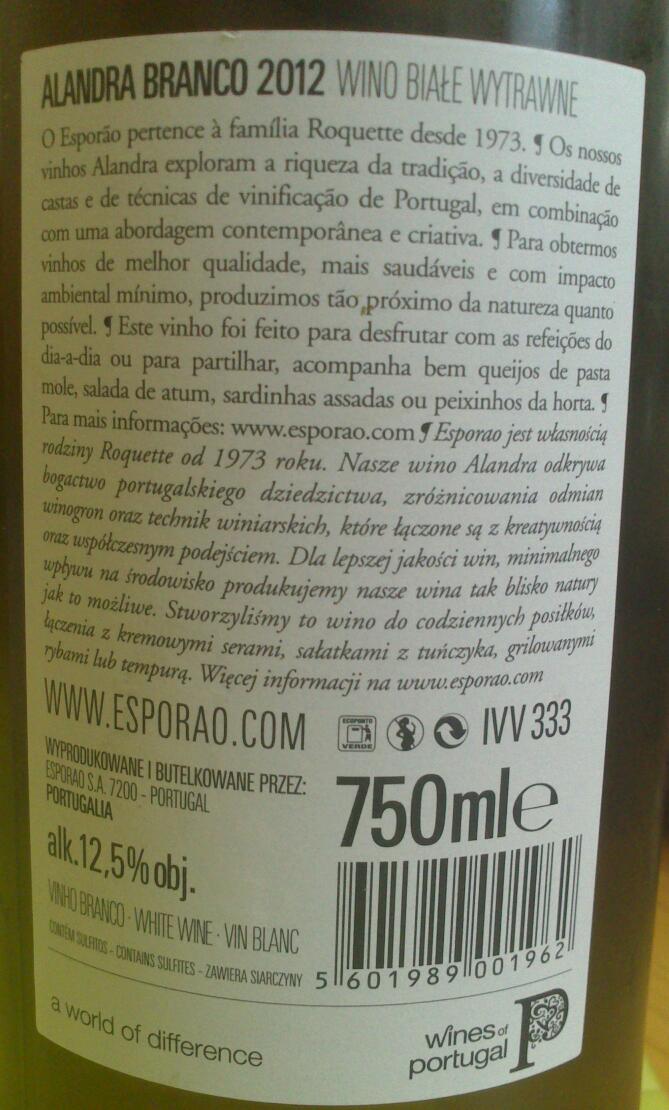 ALANDRA BRANCO 2012 WINO BIAŁE WYTRAWNE
O Esporão pertence à família Roquette desde 1973. ¶ Os nossos
vinhos Alandra exploram a riqueza da tradição, a diversidade de
castas e de técnicas de vinificação de Portugal, em combinação
com uma abordagem contemporânea e criativa. ¶ Para obtermos
vinhos de melhor qualidade, mais saudáveis e com impacto
ambiental mínimo, produzimos tão próximo da natureza quanto
possível. ¶ Este vinho foi feito para desfrutar com as refeições do
dia-a-dia ou para partilhar, acompanha bem queijos de pasta
mole, salada de atum, sardinhas assadas ou peixinhos da horta. ¶
Para mais informações: www.esporao.com ¶ Esporao jest własnością
rodziny Roquette od 1973 roku. Nasze wino Alandra odkrywa
bogactwo portugalskiego dziedzictwa, zróżnicowania odmian
winogron oraz technik winiarskich, które łączone są z kreatywnością
oraz współczesnym podejściem. Dla lepszej jakości win, minimalnego
wpływu na środowisko produkujemy nasze wina tak blisko natury
jak to możliwe. Stworzyliśmy to wino do codziennych posiłków,
łączenia z kremowymi serami, sałatkami z tuńczyka, grilowanymi
rybami lub tempurą. Więcej informacji na www.esporao.com
WWW.ESPORAO.COM
ECOPONTO
VERDE
IVV 333
WYPRODUKOWANE I BUTELKOWANE PRZEZ:
ESPORAO S.A. 7200 - PORTUGAL
PORTUGALIA
750ml e
alk.12,5% obj.
VINHO BRANCO · WHITE WINE · VIN BLANC
CONTÉM SULFITOS - CONTAINS SULFITES - ZAWIERA SIARCZYNY
5 601989 001962
a world of difference
wines of
portugal
P